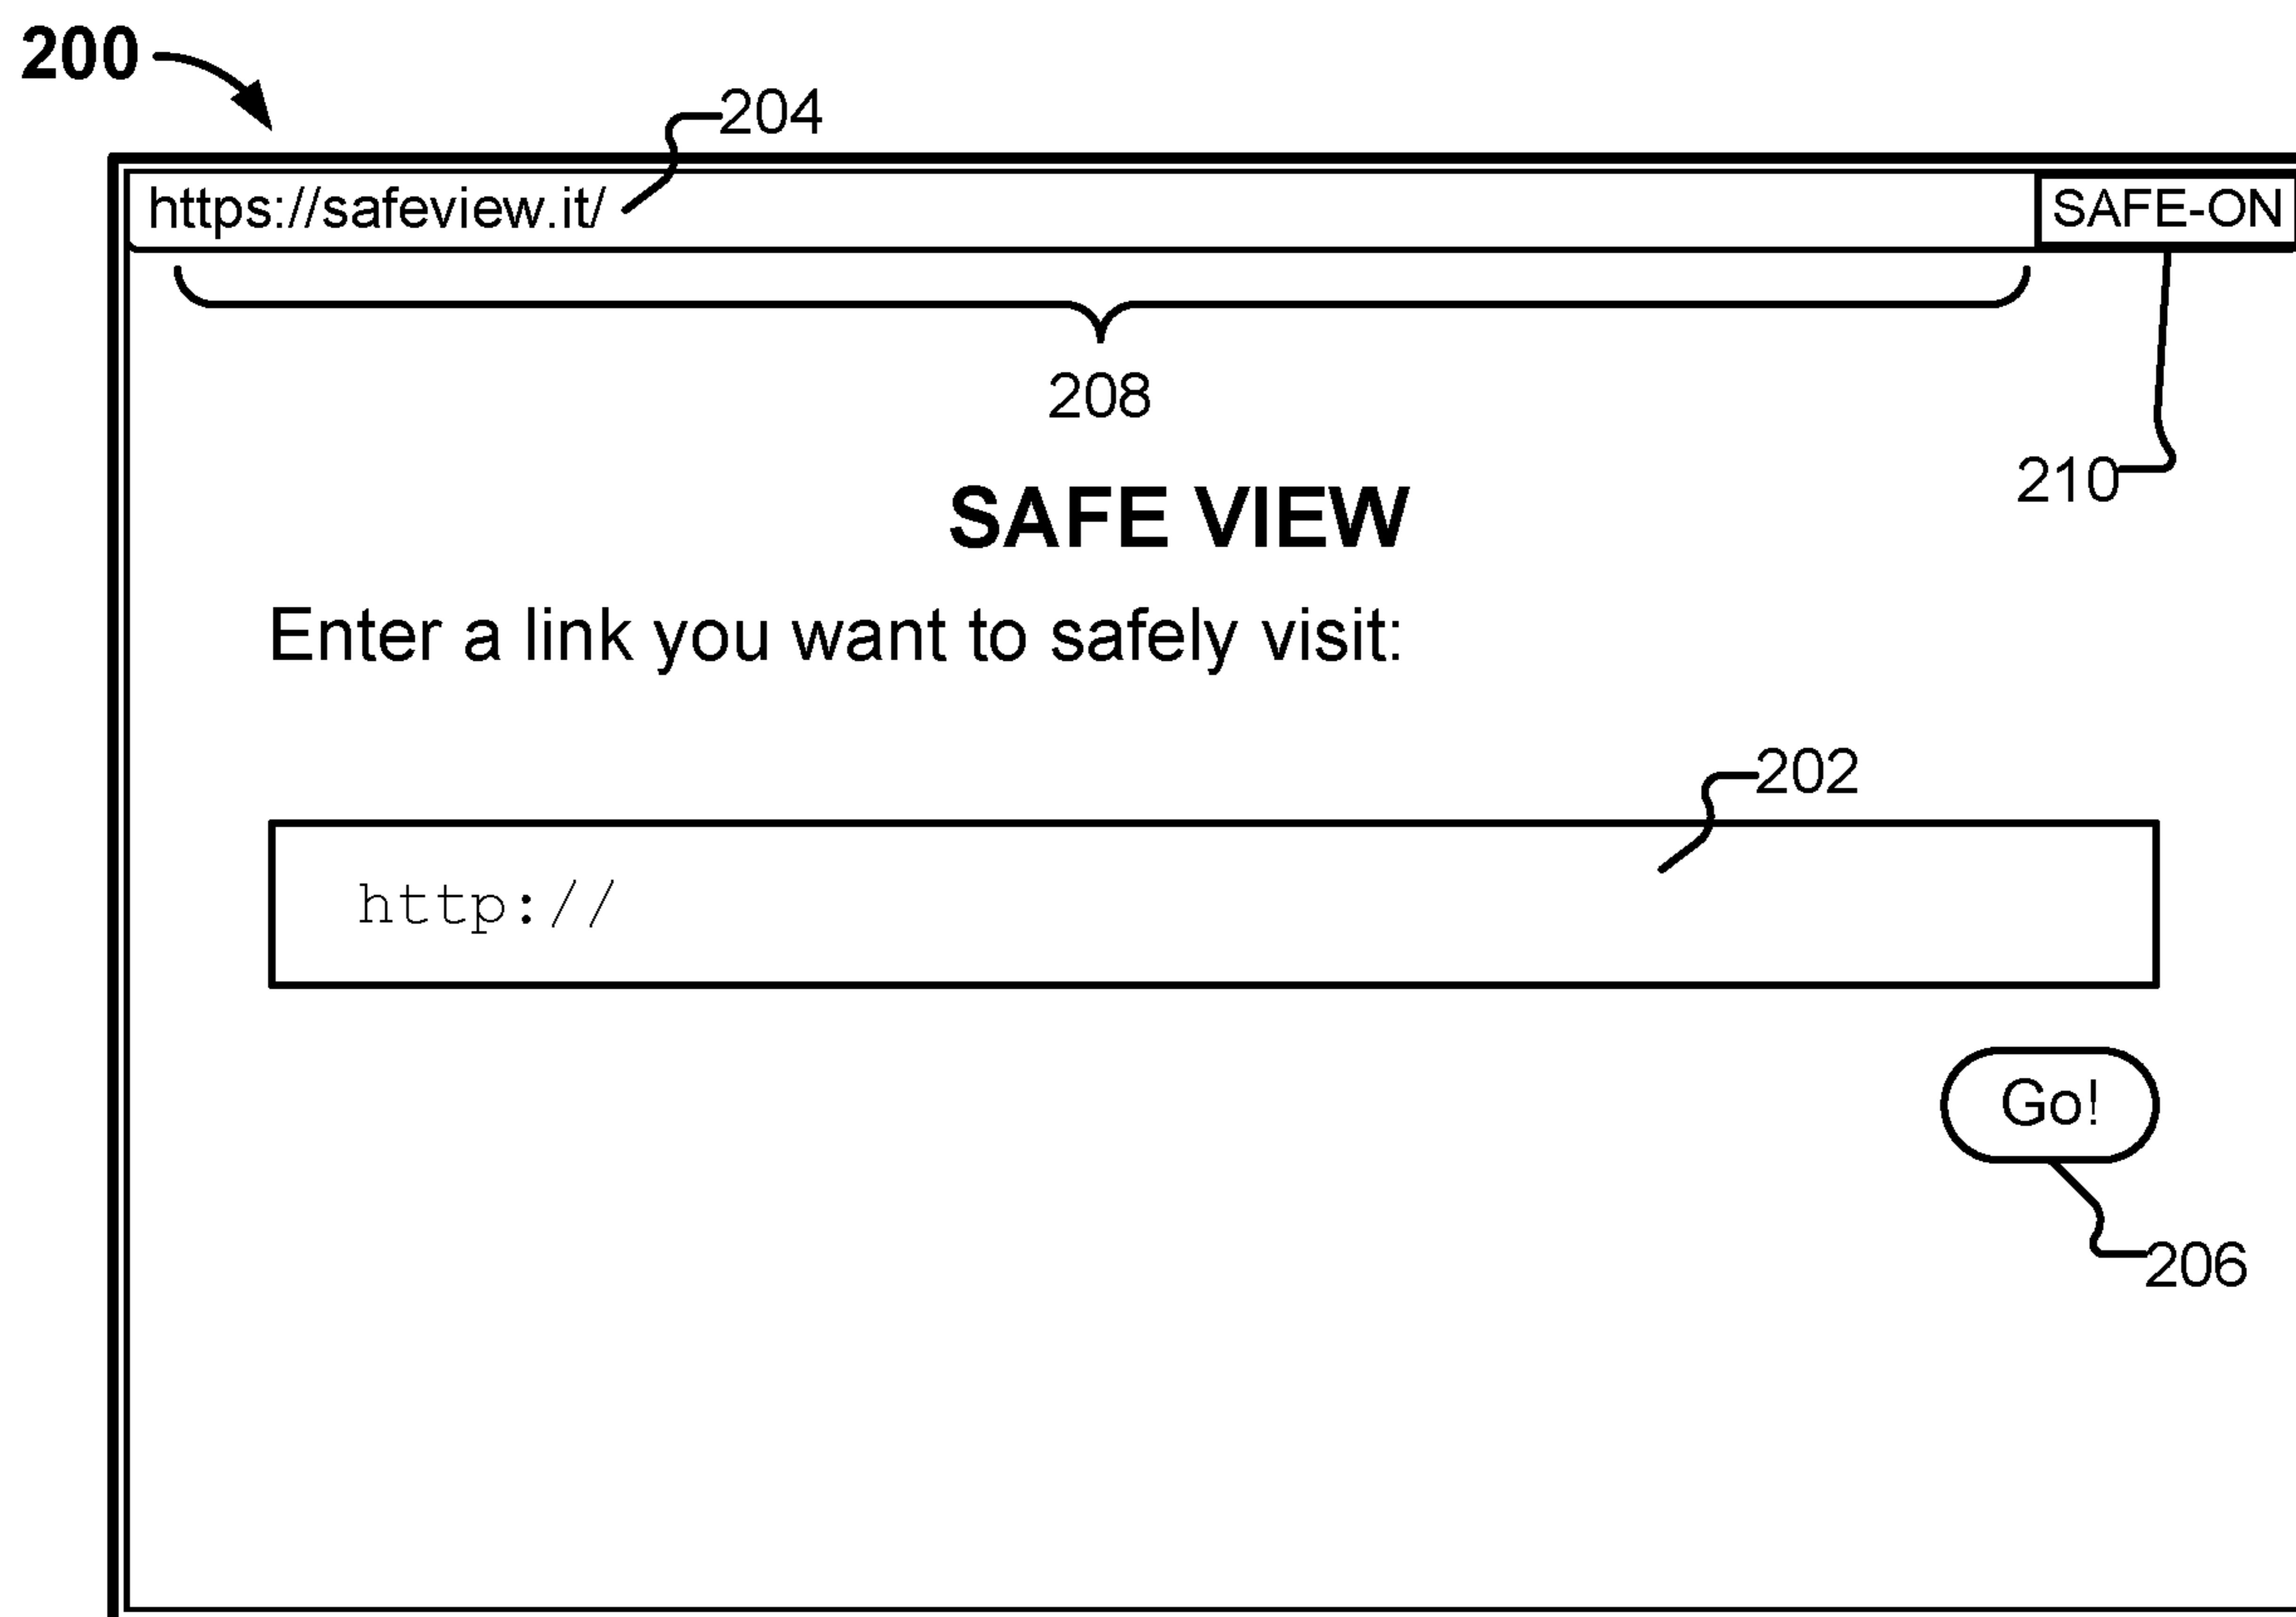 200
204
https://safeview.it/ SAFE-ON
208
210
SAFE VIEW
Enter a link you want to safely visit:
202
http://
Go!
206